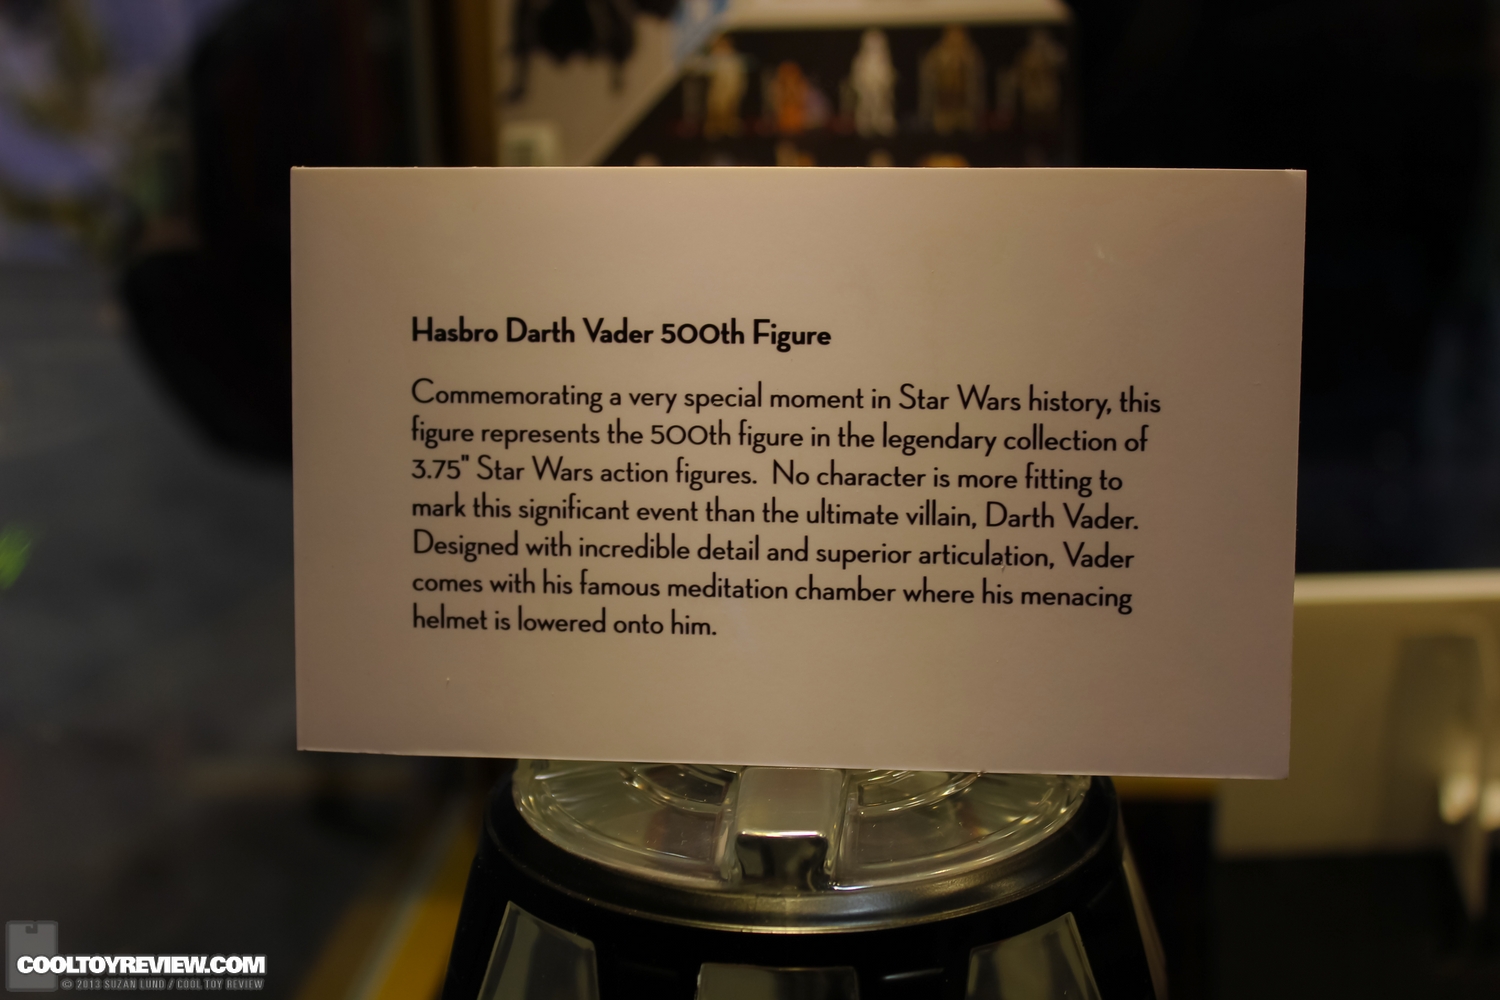 Hasbro Darth Vader 500th Figure
Commemorating a very special moment in Star Wars history, this
figure represents the 500th figure in the legendary collection of
3.75" Star Wars action figures.  No character is more fitting to
mark this significant event than the ultimate villain, Darth Vader.
Designed with incredible detail and superior articulation, Vader
comes with his famous meditation chamber where his menacing
helmet is lowered onto him.
COOLTOYREVIEW.COM
© 2013 SUZAN LUND / COOL TOY REVIEW